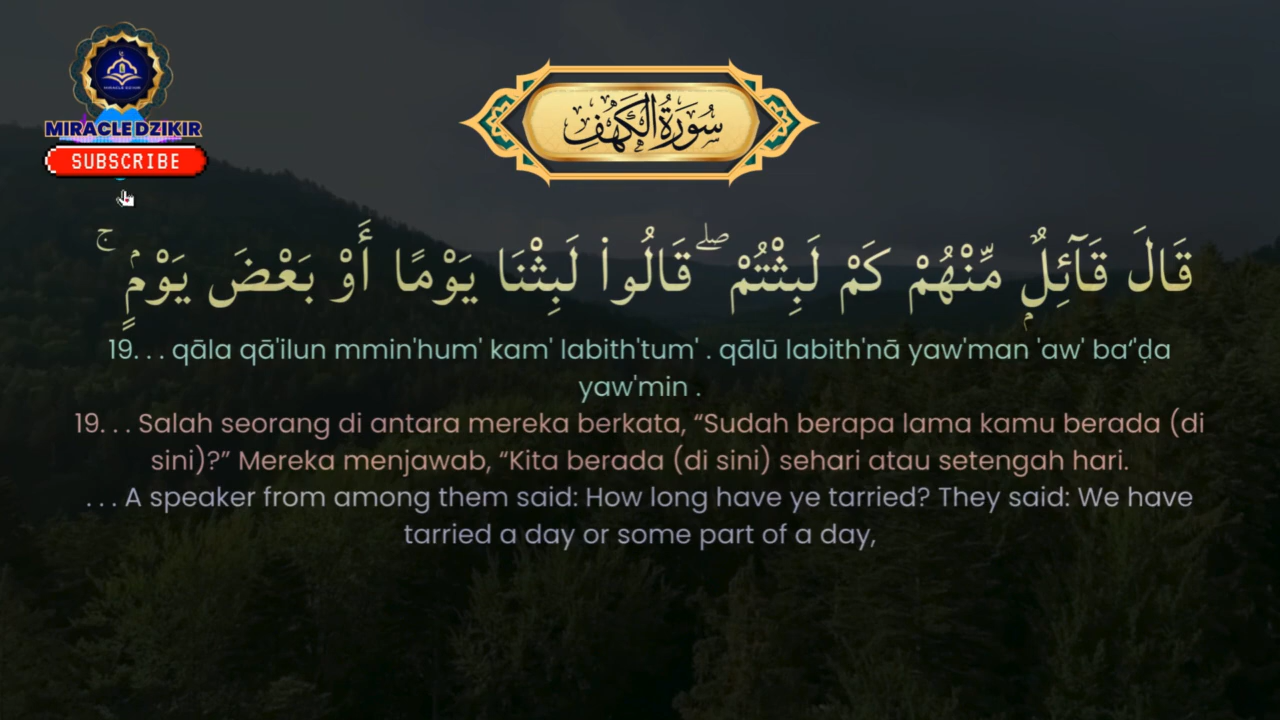 MIRACLE DZIKIR
MIRACLE DZIKIR
SUBSCRIBE
سُورَةُ الكَهْفِ
قَالَ قَآئِلٌۭ مِّنْهُمْ كَمْ لَبِثْتُمْ ۖ قَالُوا۟ لَبِثْنَا يَوْمًا أَوْ بَعْضَ يَوْمٍۢ ۚ
19. . . qāla qā'ilun mmin'hum' kam' labith'tum' . qālū labith'nā yaw'man 'aw' ba‘'ḍa
yaw'min .
19. . . Salah seorang di antara mereka berkata, “Sudah berapa lama kamu berada (di
sini)?” Mereka menjawab, “Kita berada (di sini) sehari atau setengah hari.
. . . A speaker from among them said: How long have ye tarried? They said: We have
tarried a day or some part of a day,